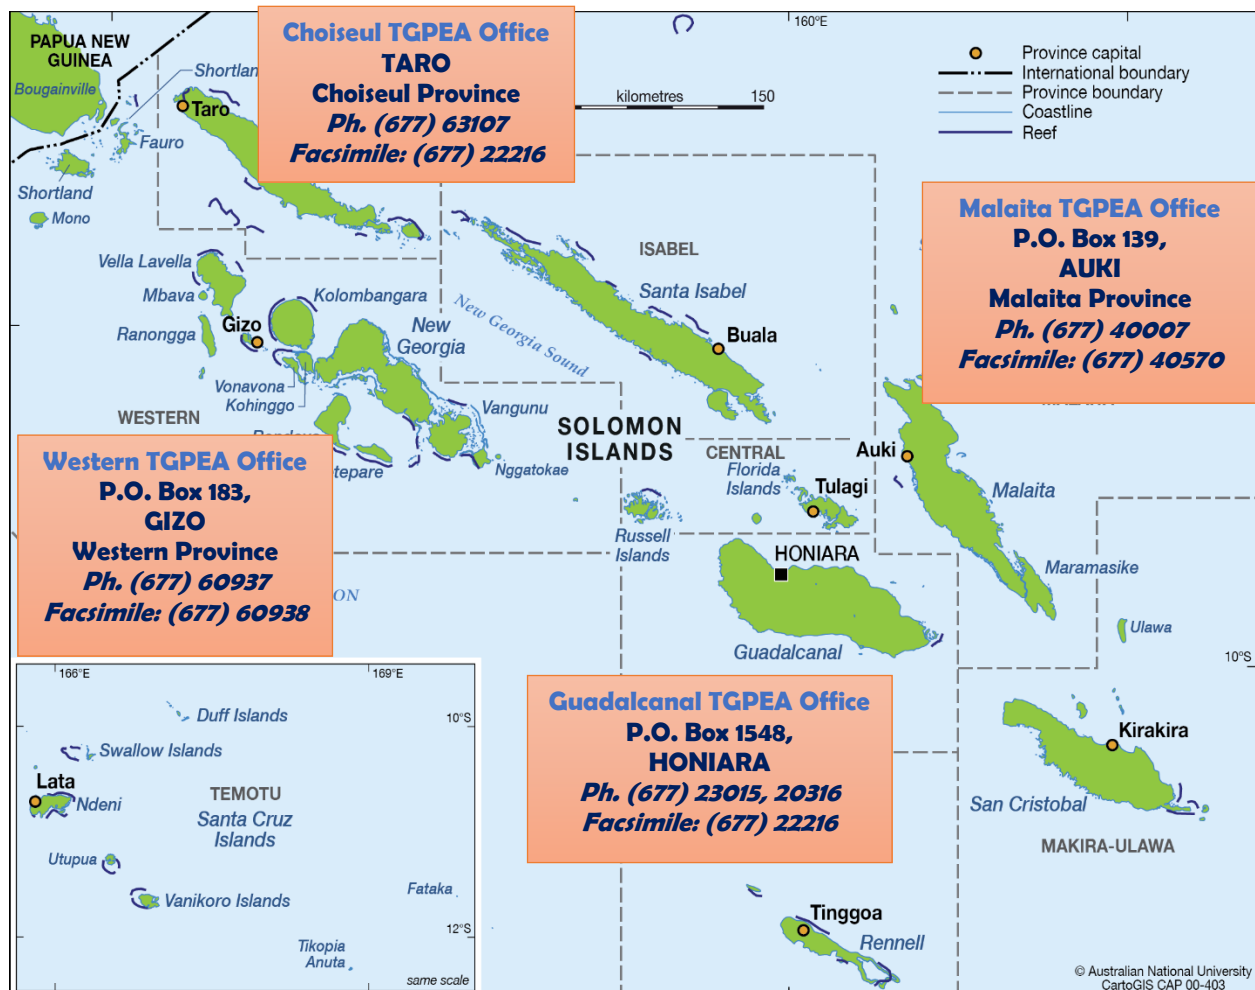 PAPUA NEW
GUINEA
Bougainville
Shortland
Fauro
Shortland
Mono
Taro
Choiseul TGPEA Office
TARO
Choiseul Province
Ph. (677) 63107
Facsimile: (677) 22216
160°E
kilometres 150
Province capital
International boundary
Province boundary
Coastline
Reef
Malaita TGPEA Office
P.O. Box 139,
AUKI
Malaita Province
Ph. (677) 40007
Facsimile: (677) 40570
ISABEL
Santa Isabel
Buala
Vella Lavella
Mbava
Ranongga
Gizo
Kolombangara
New
Georgia
New Georgia Sound
Vonavona
Kohinggo
Vangunu
Nggatokae
WESTERN
SOLOMON
ISLANDS
CENTRAL
Florida
Islands
Tulagi
Auki
Malaita
Maramasike
Ulawa
Russell
Islands
HONIARA
Guadalcanal
10°S
Western TGPEA Office
P.O. Box 183,
GIZO
Western Province
Ph. (677) 60937
Facsimile: (677) 60938
Guadalcanal TGPEA Office
P.O. Box 1548,
HONIARA
Ph. (677) 23015, 20316
Facsimile: (677) 22216
Kirakira
San Cristobal
MAKIRA-ULAWA
Tinggoa
Rennell
166°E
169°E
10°S
Duff Islands
Swallow Islands
Lata
Ndeni
TEMOTU
Santa Cruz
Islands
Utupua
Vanikoro Islands
Fataka
12°S
Tikopia
Anuta
same scale
© Australian National University
CartoGIS CAP 00-403